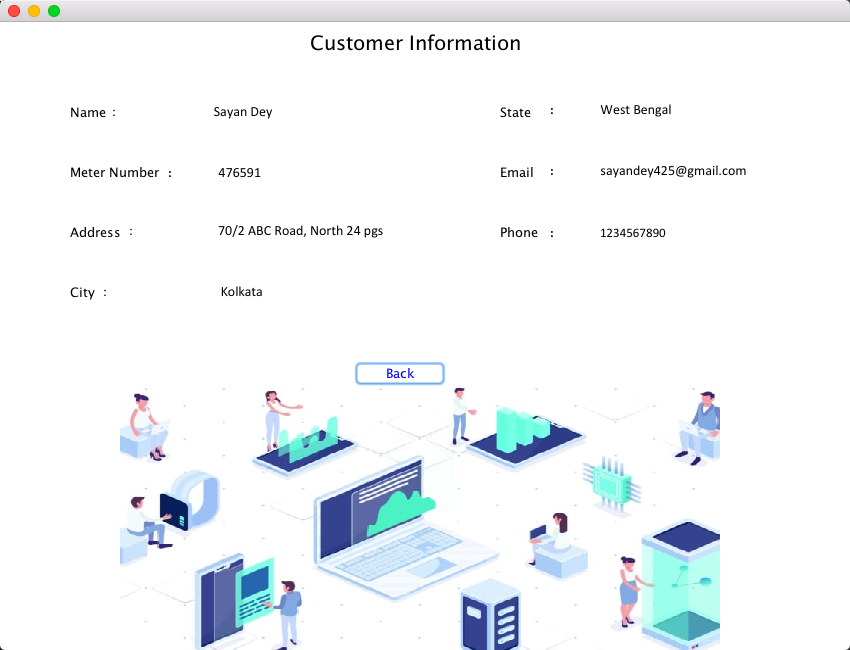 Customer Information
Name : Sayan Dey
State : West Bengal
Meter Number : 476591
Email : sayandey425@gmail.com
Address : 70/2 ABC Road, North 24 pgs
Phone : 1234567890
City : Kolkata
Back